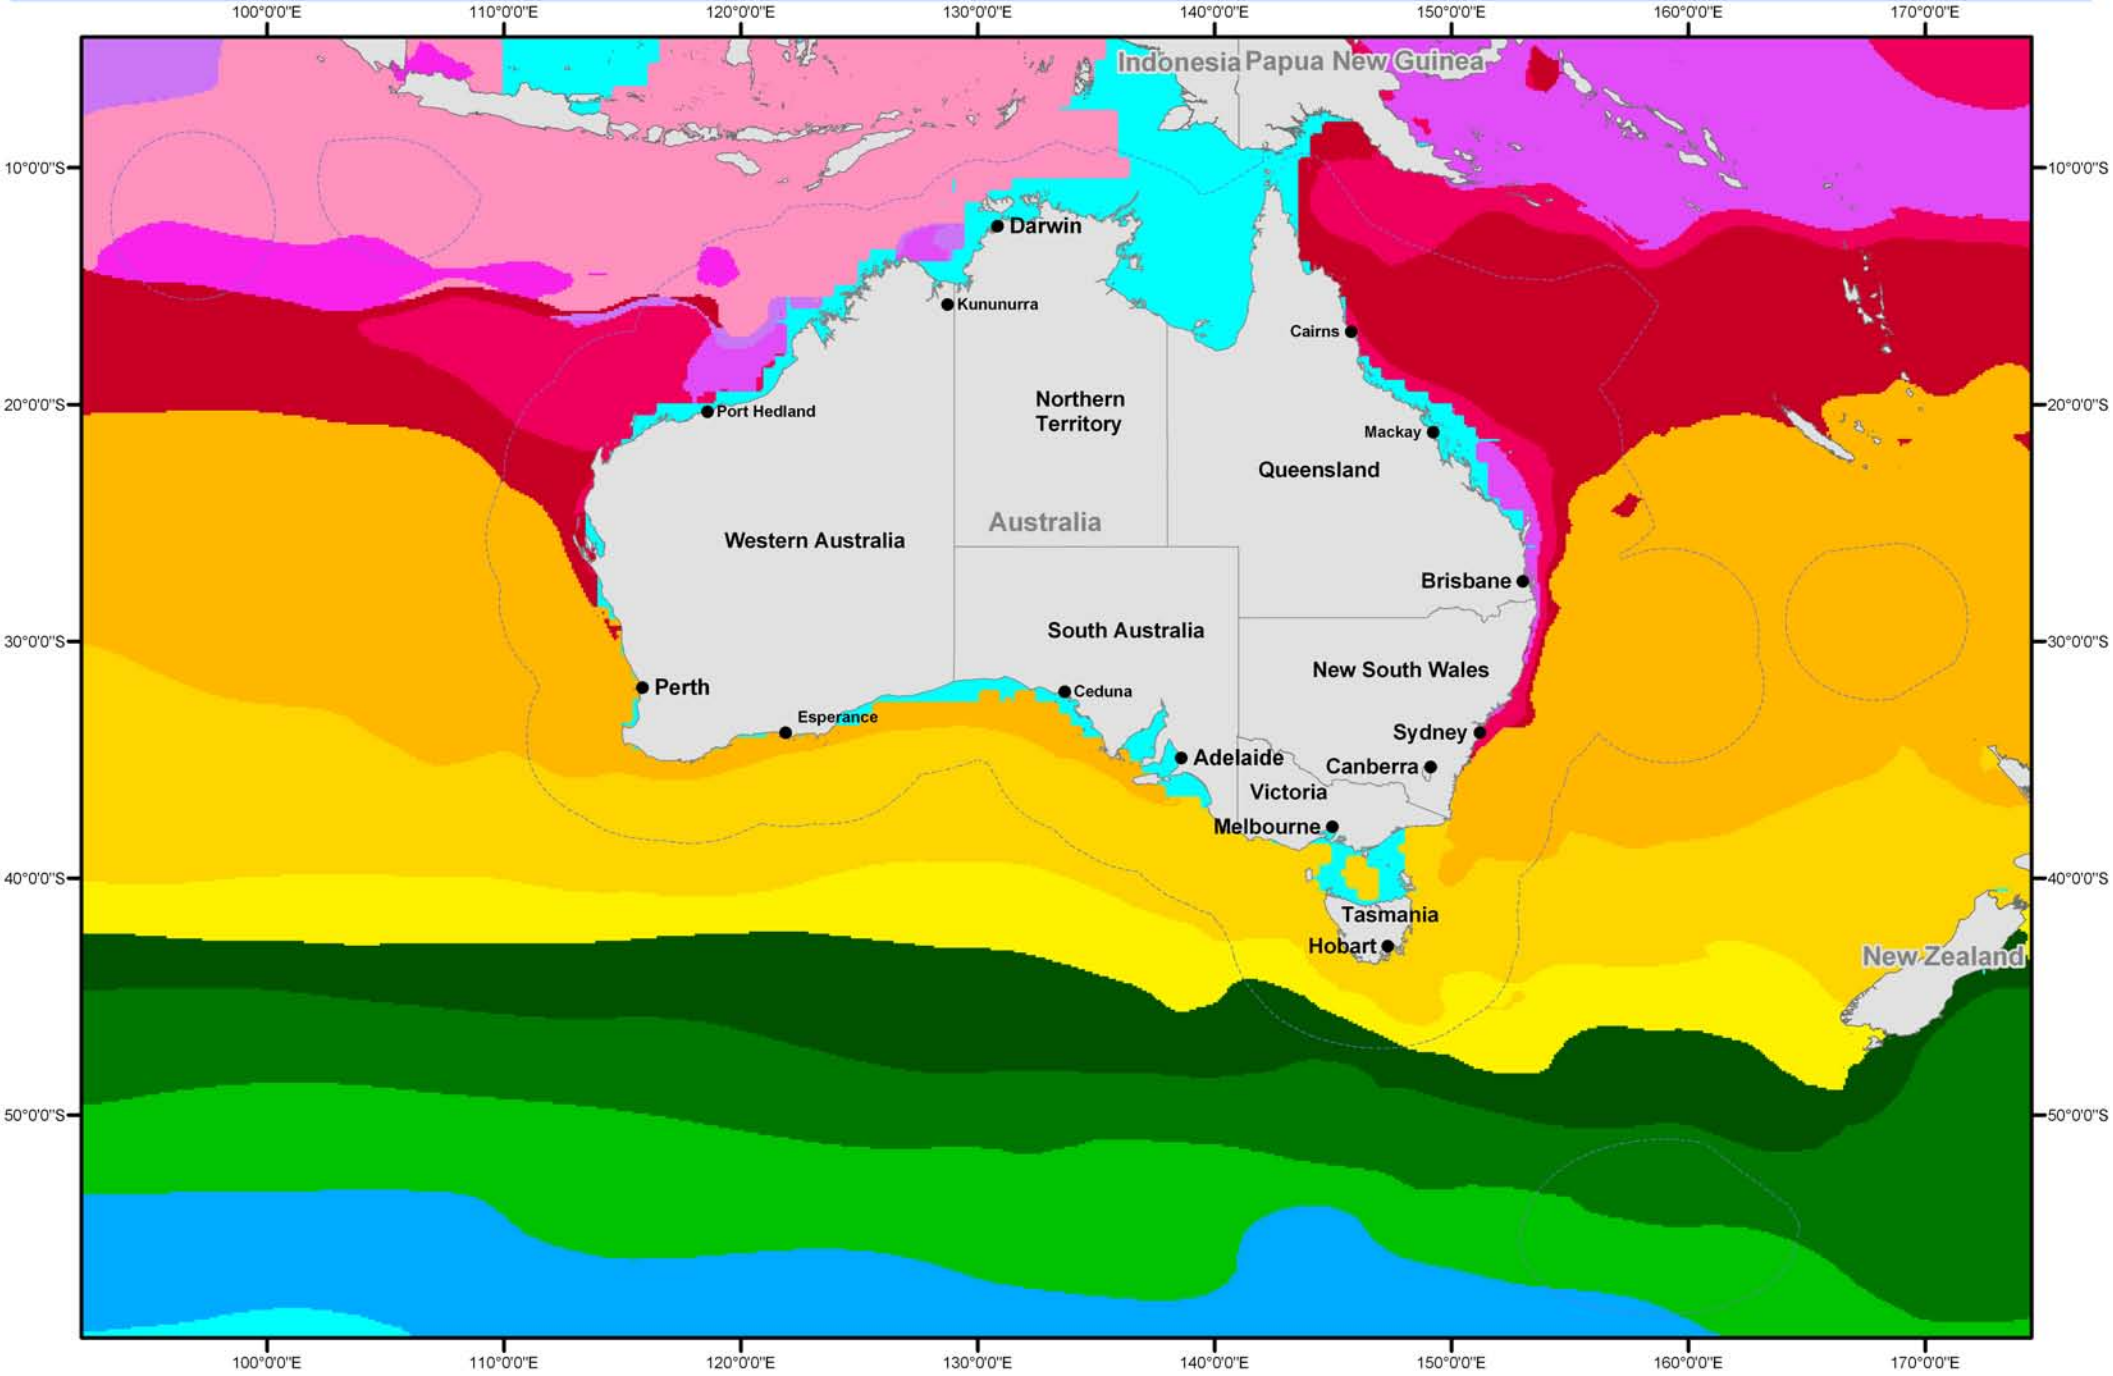 100°0'0"E 110°0'0"E 120°0'0"E 130°0'0"E 140°0'0"E 150°0'0"E 160°0'0"E 170°0'0"E
Indonesia Papua New Guinea
10°0'0"S 10°0'0"S
Darwin
Kununurra
Cairns
Northern
Territory
20°0'0"S 20°0'0"S
Port Hedland
Mackay
Queensland
Australia
Western Australia
Brisbane
South Australia
30°0'0"S 30°0'0"S
New South Wales
Perth
Ceduna
Esperance
Sydney
Adelaide
Canberra
Victoria
Melbourne
40°0'0"S 40°0'0"S
Tasmania
Hobart
New Zealand
50°0'0"S 50°0'0"S
100°0'0"E 110°0'0"E 120°0'0"E 130°0'0"E 140°0'0"E 150°0'0"E 160°0'0"E 170°0'0"E